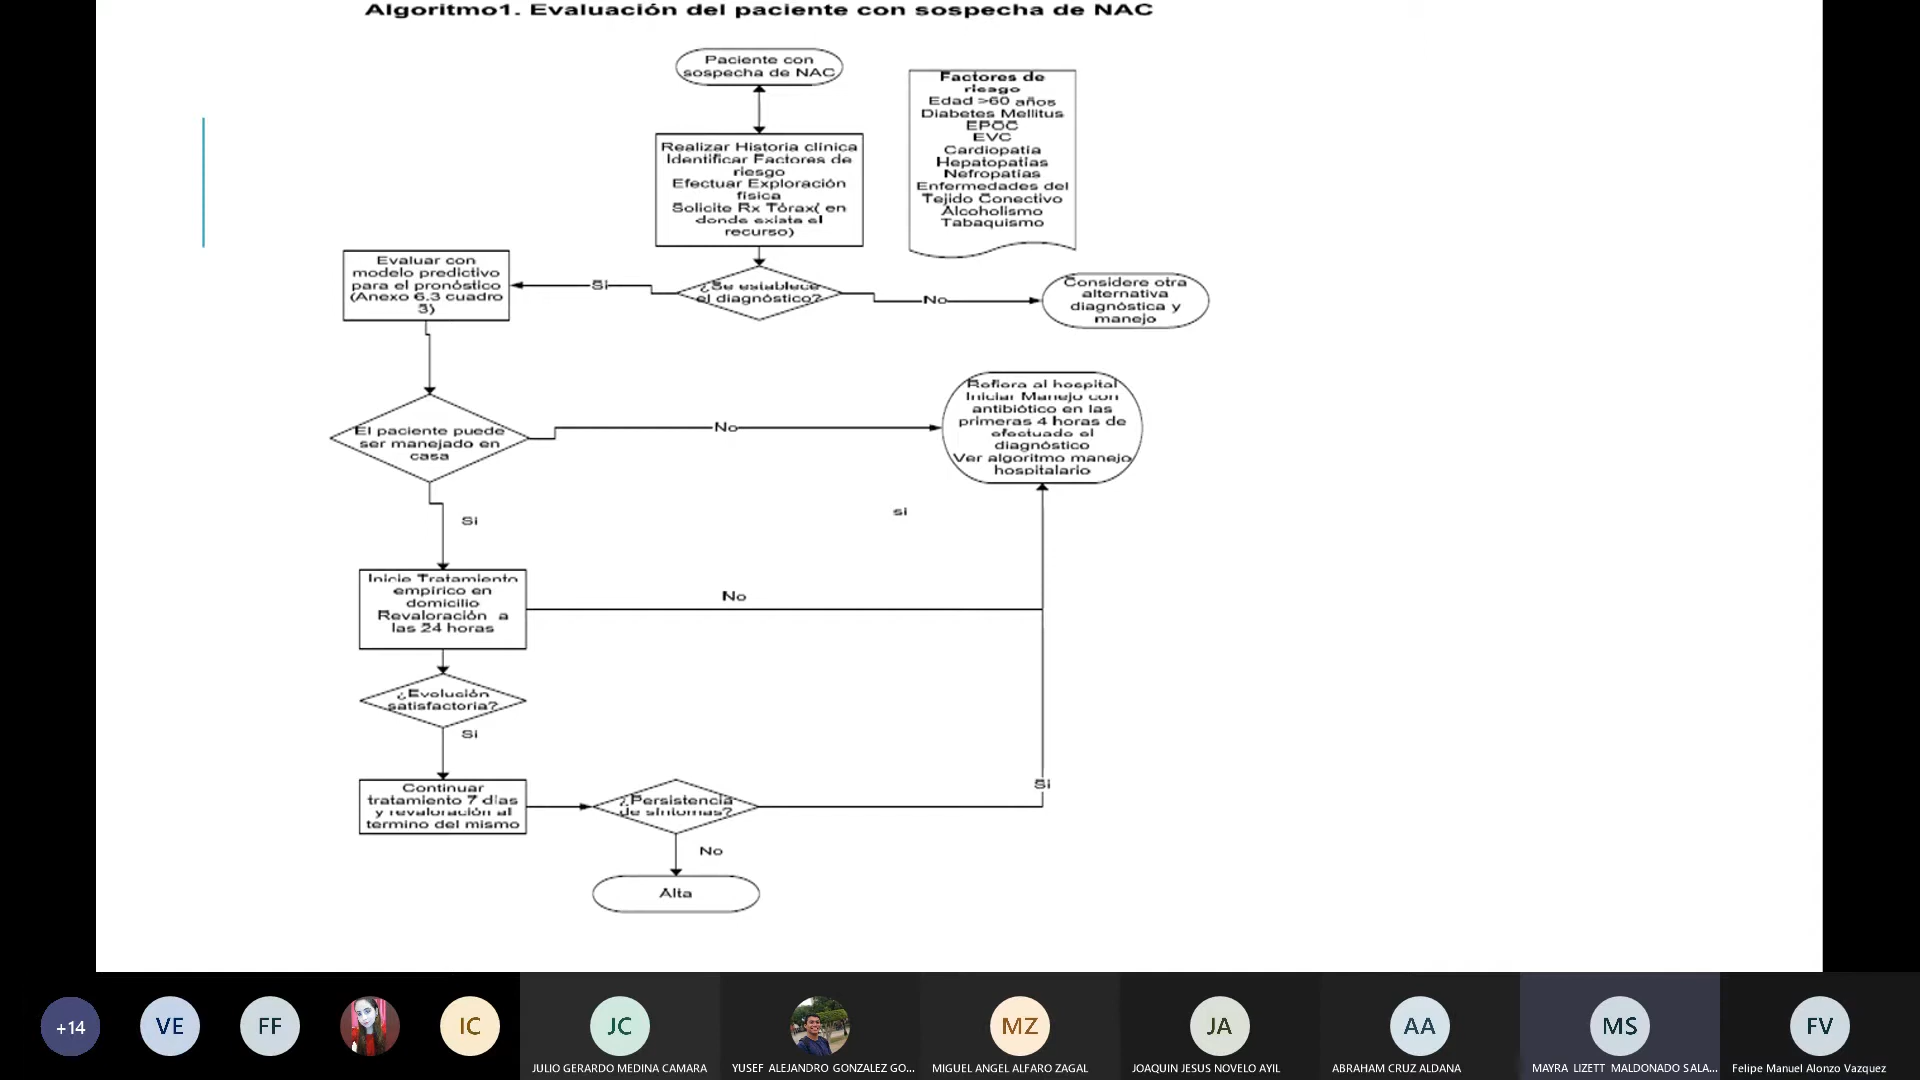 Algoritmo1. Evaluación del paciente con sospecha de NAC
Paciente con
sospecha de NAC
Factores de
riesgo
Edad >60 años
Diabetes Mellitus
EPOC
EVC
Cardiopatía
Hepatopatías
Nefropatías
Enfermedades del
Tejido Conectivo
Alcoholismo
Tabaquismo
Realizar Historia clínica
Identificar Factores de
riesgo
Efectuar Exploración
física
Solicite Rx Tórax( en
donde exista el
recurso)
Evaluar con
modelo predictivo
para el pronóstico
(Anexo 6.3 cuadro
3)
Si
¿Se establece
el diagnóstico?
No
Considere otra
alternativa
diagnóstica y
manejo
El paciente puede
ser manejado en
casa
No
Refiera al hospital
Iniciar Manejo con
antibiótico en las
primeras 4 horas de
efectuado el
diagnóstico
Ver algoritmo manejo
hospitalario
Si
si
Inicie Tratamiento
empírico en
domicilio
Revaloración a
las 24 horas
No
¿Evolución
satisfactoria?
Si
Continuar
tratamiento 7 días
y revaloración al
termino del mismo
¿Persistencia
de síntomas?
Si
No
Alta
+14
VE
FF
IC
JC
MZ
JA
AA
MS
FV
JULIO GERARDO MEDINA CAMARA
YUSEF ALEJANDRO GONZALEZ GO...
MIGUEL ANGEL ALFARO ZAGAL
JOAQUIN JESUS NOVELO AYIL
ABRAHAM CRUZ ALDANA
MAYRA LIZETT MALDONADO SALA...
Felipe Manuel Alonzo Vazquez